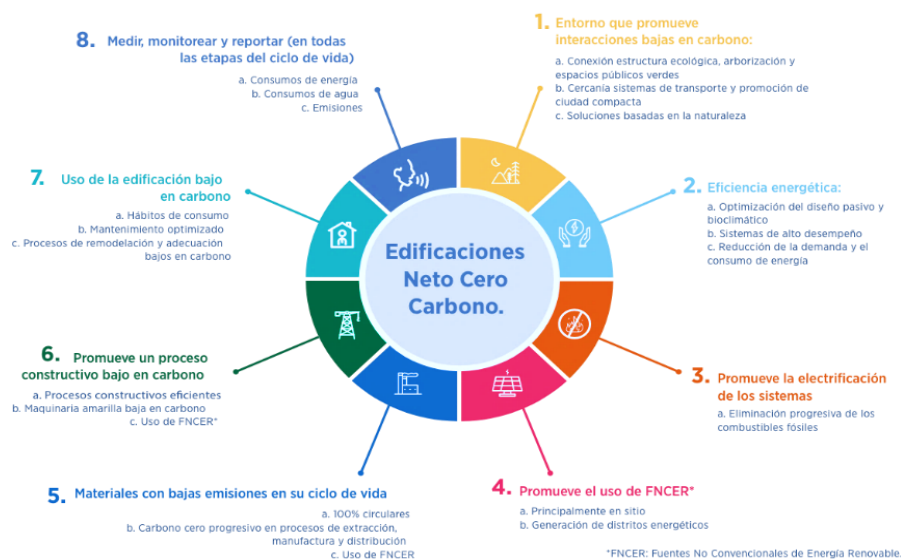 Edificaciones
Neto Cero
Carbono.
1. Entorno que promueve
interacciones bajas en carbono:
a. Conexión estructura ecológica, arborización y
espacios públicos verdes
b. Cercanía sistemas de transporte y promoción de
ciudad compacta
c. Soluciones basadas en la naturaleza
2. Eficiencia energética:
a. Optimización del diseño pasivo y
bioclimático
b. Sistemas de alto desempeño
c. Reducción de la demanda y el
consumo de energía
3. Promueve la electrificación
de los sistemas
a. Eliminación progresiva de los
combustibles fósiles
4. Promueve el uso de FNCER*
a. Principalmente en sitio
b. Generación de distritos energéticos
5. Materiales con bajas emisiones en su ciclo de vida
a. 100% circulares
b. Carbono cero progresivo en procesos de extracción,
manufactura y distribución
c. Uso de FNCER
6. Promueve un proceso
constructivo bajo en carbono
a. Procesos constructivos eficientes
b. Maquinaria amarilla baja en carbono
c. Uso de FNCER*
7. Uso de la edificación bajo
en carbono
a. Hábitos de consumo
b. Mantenimiento optimizado
c. Procesos de remodelación y adecuación
bajos en carbono
8. Medir, monitorear y reportar (en todas
las etapas del ciclo de vida)
a. Consumos de energía
b. Consumos de agua
c. Emisiones
*FNCER: Fuentes No Convencionales de Energía Renovable.